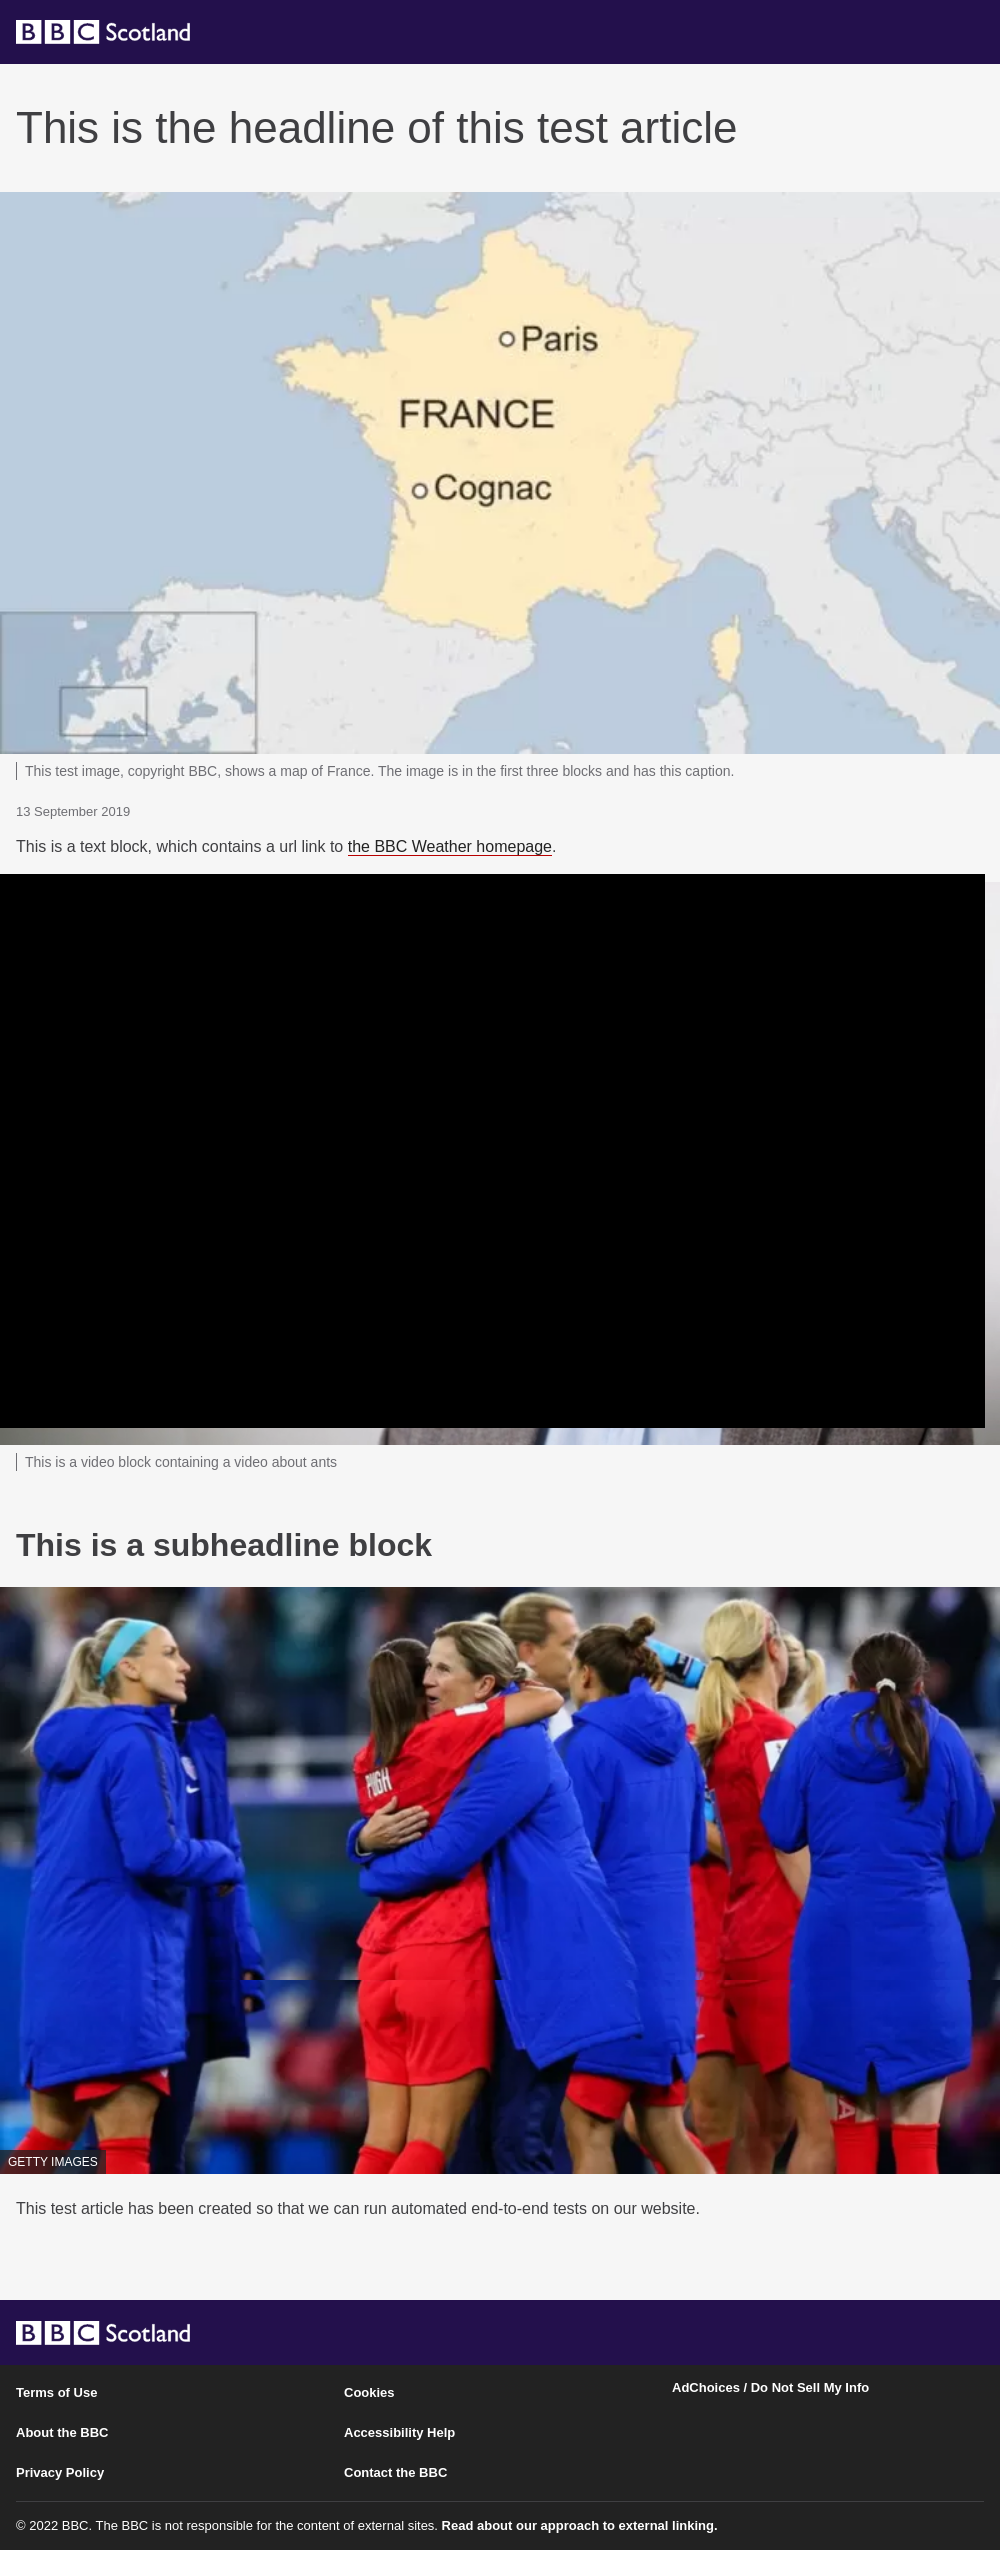 BBC Scotland
This is the headline of this test article
Paris
FRANCE
Cognac
This test image, copyright BBC, shows a map of France. The image is in the first three blocks and has this caption.
13 September 2019
This is a text block, which contains a url link to the BBC Weather homepage.
This is a video block containing a video about ants
This is a subheadline block
PUGH
GETTY IMAGES
This test article has been created so that we can run automated end-to-end tests on our website.
BBC Scotland
Terms of Use
Cookies
AdChoices / Do Not Sell My Info
About the BBC
Accessibility Help
Privacy Policy
Contact the BBC
© 2022 BBC. The BBC is not responsible for the content of external sites. Read about our approach to external linking.